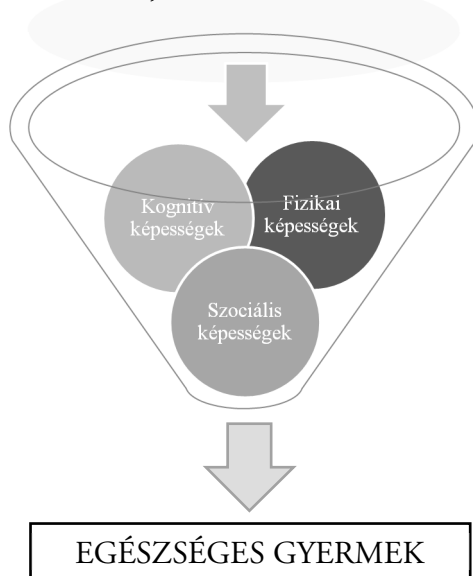 Kognitív
képességek
Fizikai
képességek
Szociális
képességek
EGÉSZSÉGES GYERMEK